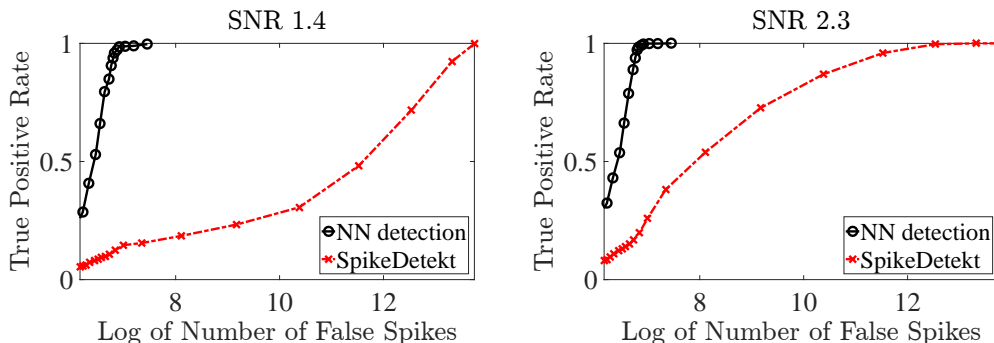 SNR 1.4
True Positive Rate
1
0.5
0
8
10
12
Log of Number of False Spikes
NN detection
SpikeDetekt
SNR 2.3
True Positive Rate
1
0.5
0
8
10
12
Log of Number of False Spikes
NN detection
SpikeDetekt